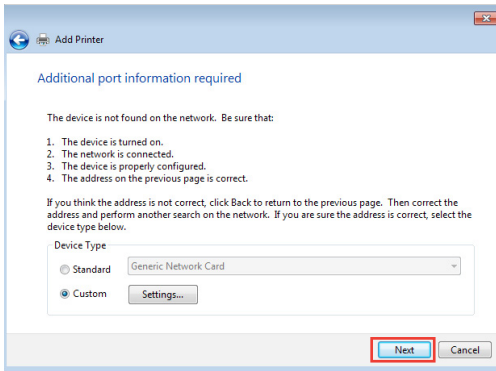 Add Printer
Additional port information required
The device is not found on the network. Be sure that:
1. The device is turned on.
2. The network is connected.
3. The device is properly configured.
4. The address on the previous page is correct.
If you think the address is not correct, click Back to return to the previous page. Then correct the
address and perform another search on the network. If you are sure the address is correct, select the
device type below.
Device Type
Standard Generic Network Card
Custom Settings...
Next Cancel